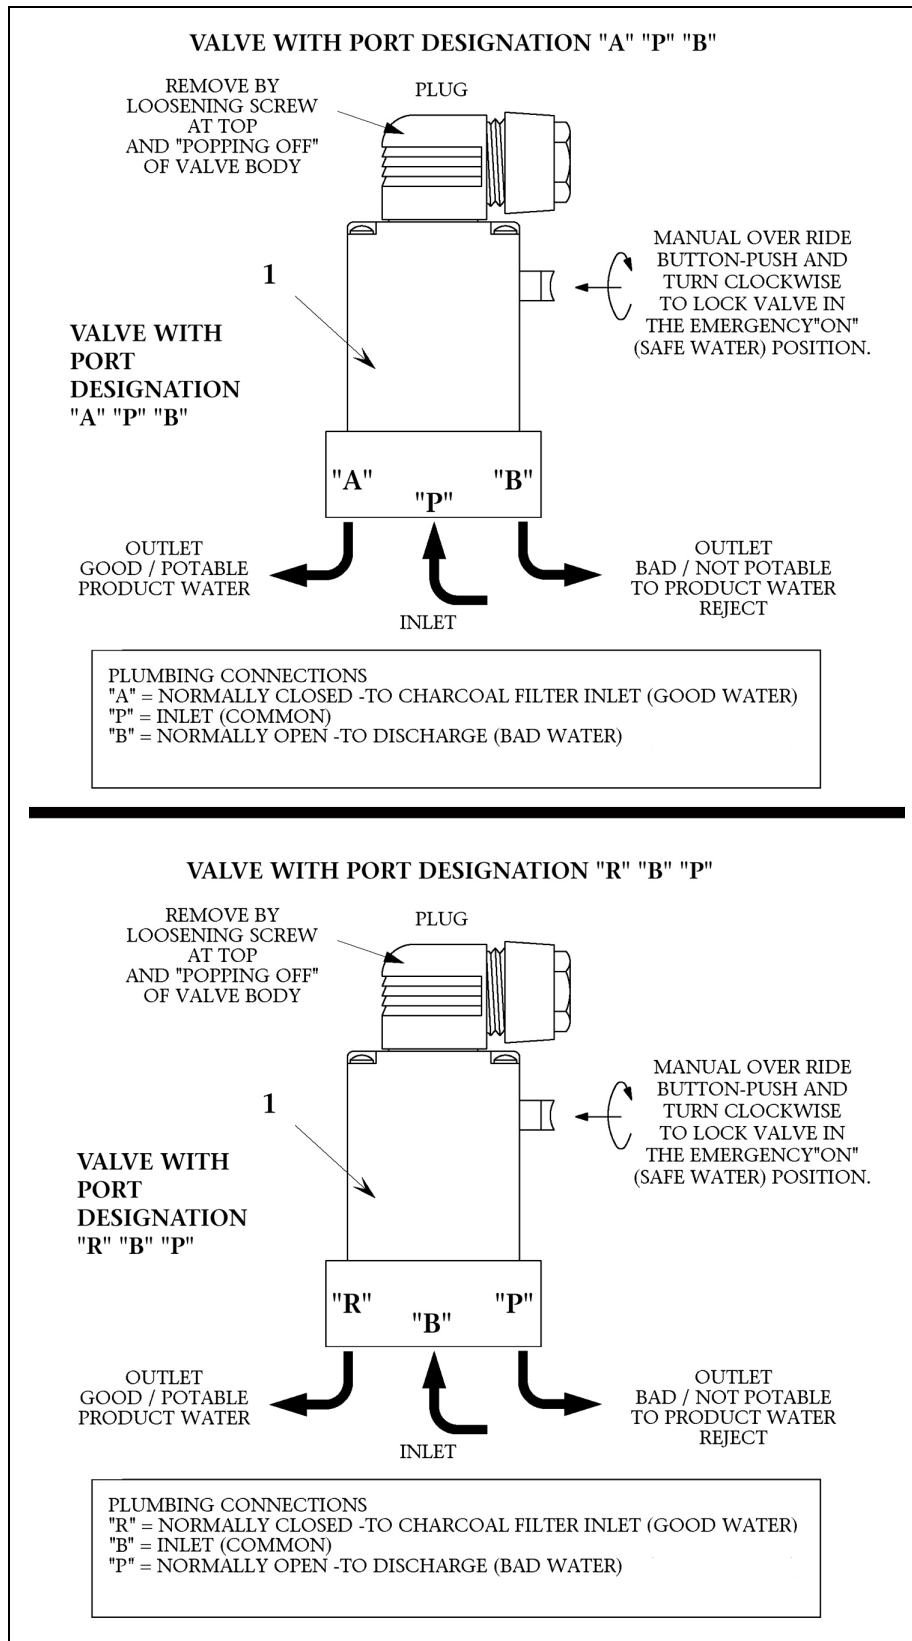 VALVE WITH PORT DESIGNATION "A" "P" "B"
REMOVE BY
LOOSENING SCREW
AT TOP
AND "POPPING OFF"
OF VALVE BODY
PLUG
MANUAL OVER RIDE
BUTTON-PUSH AND
TURN CLOCKWISE
TO LOCK VALVE IN
THE EMERGENCY"ON"
(SAFE WATER) POSITION.
1
VALVE WITH
PORT
DESIGNATION
"A" "P" "B"
"A"
"P"
"B"
OUTLET
GOOD / POTABLE
PRODUCT WATER
INLET
OUTLET
BAD / NOT POTABLE
TO PRODUCT WATER
REJECT
PLUMBING CONNECTIONS
"A" = NORMALLY CLOSED -TO CHARCOAL FILTER INLET (GOOD WATER)
"P" = INLET (COMMON)
"B" = NORMALLY OPEN -TO DISCHARGE (BAD WATER)
VALVE WITH PORT DESIGNATION "R" "B" "P"
REMOVE BY
LOOSENING SCREW
AT TOP
AND "POPPING OFF"
OF VALVE BODY
PLUG
MANUAL OVER RIDE
BUTTON-PUSH AND
TURN CLOCKWISE
TO LOCK VALVE IN
THE EMERGENCY"ON"
(SAFE WATER) POSITION.
1
VALVE WITH
PORT
DESIGNATION
"R" "B" "P"
"R"
"B"
"P"
OUTLET
GOOD / POTABLE
PRODUCT WATER
INLET
OUTLET
BAD / NOT POTABLE
TO PRODUCT WATER
REJECT
PLUMBING CONNECTIONS
"R" = NORMALLY CLOSED -TO CHARCOAL FILTER INLET (GOOD WATER)
"B" = INLET (COMMON)
"P" = NORMALLY OPEN -TO DISCHARGE (BAD WATER)